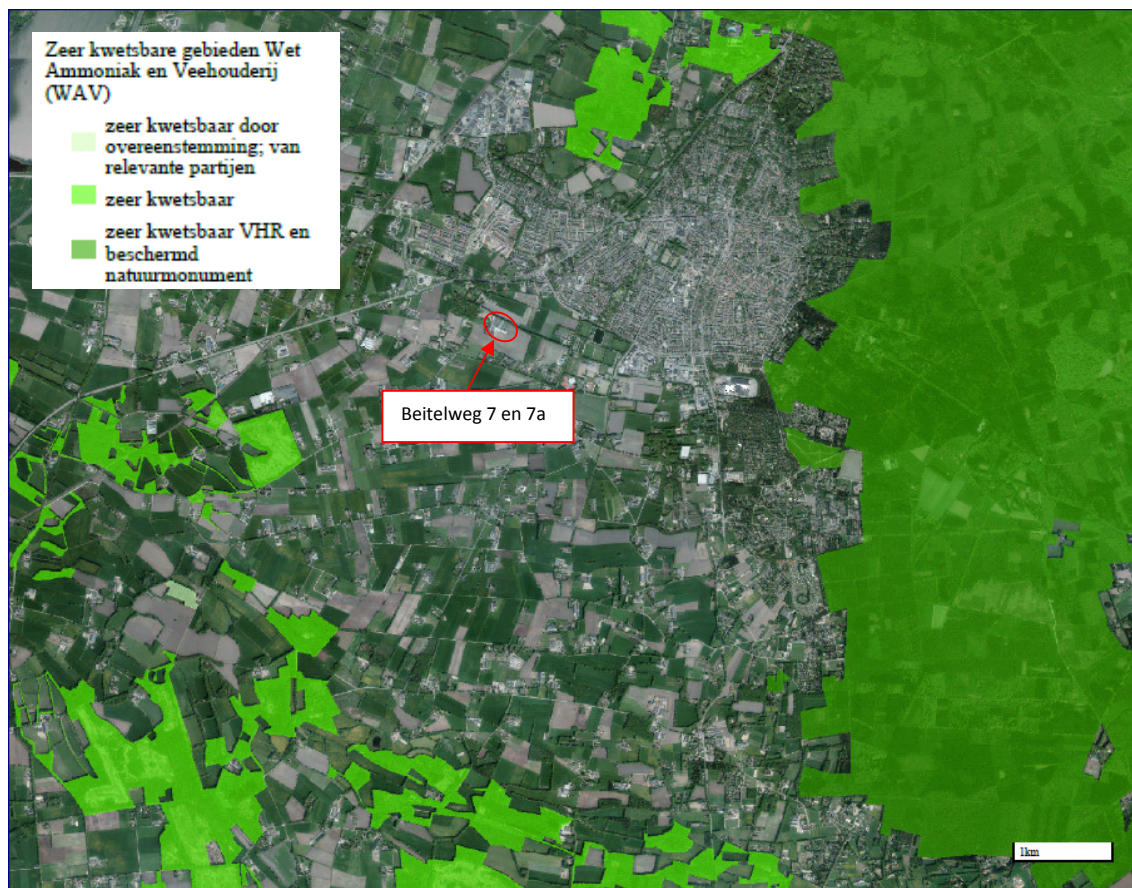 Zeer kwetsbare gebieden Wet
Ammoniak en Veehouderij
(WAV)
zeer kwetsbaar door
overeenstemming; van
relevante partijen
zeer kwetsbaar
zeer kwetsbaar VHR en
beschermd
natuurmonument
Beitelweg 7 en 7a
1km